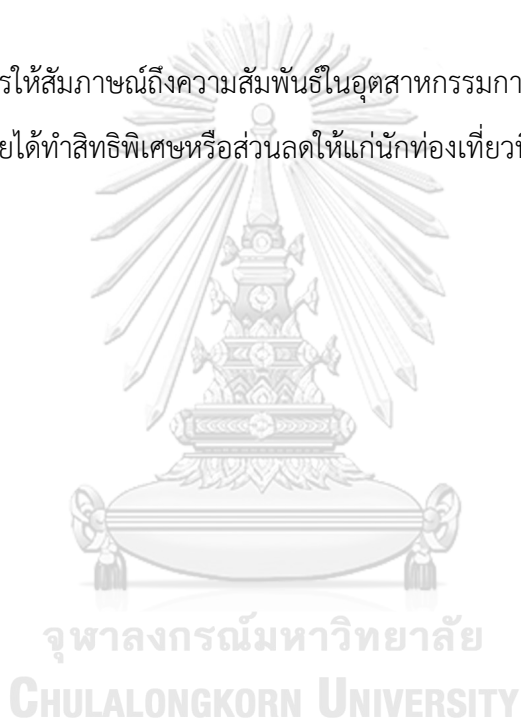 รให้สัมภาษณ์ถึงความสัมพันธ์ในอุตสาหกรรมกา
ยได้ทำสิทธิพิเศษหรือส่วนลดให้แก่นักท่องเที่ยว
จุฬาลงกรณ์มหาวิทยาลัย
CHULALONGKORN UNIVERSITY